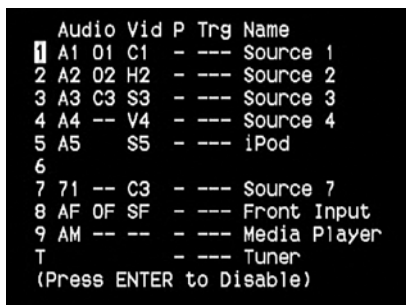 Audio Vid P Trg Name
1 A1 O1 C1 - --- Source 1
2 A2 O2 H2 - --- Source 2
3 A3 C3 S3 - --- Source 3
4 A4 -- V4 - --- Source 4
5 A5 S5 - --- iPod
6
7 71 -- C3 - --- Source 7
8 AF OF SF - --- Front Input
9 AM -- -- - --- Media Player
T - --- Tuner
(Press ENTER to Disable)